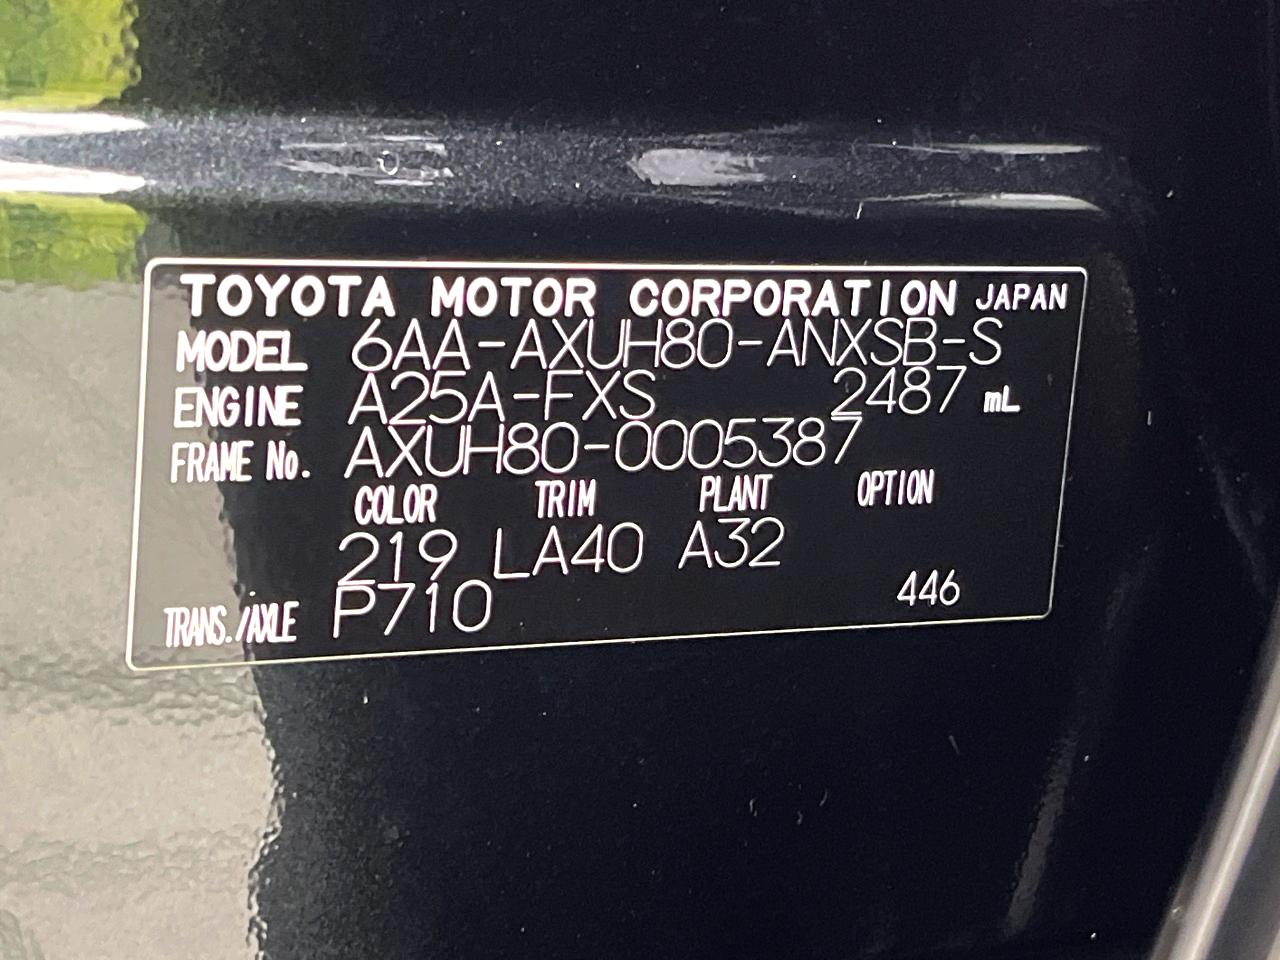 TOYOTA MOTOR CORPORATION JAPAN
MODEL 6AA-AXUH80-ANXSB-S
ENGINE A25A-FXS 2487 mL
FRAME No. AXUH80-0005387
COLOR TRIM PLANT OPTION
219 LA40 A32
TRANS./AXLE P710 446